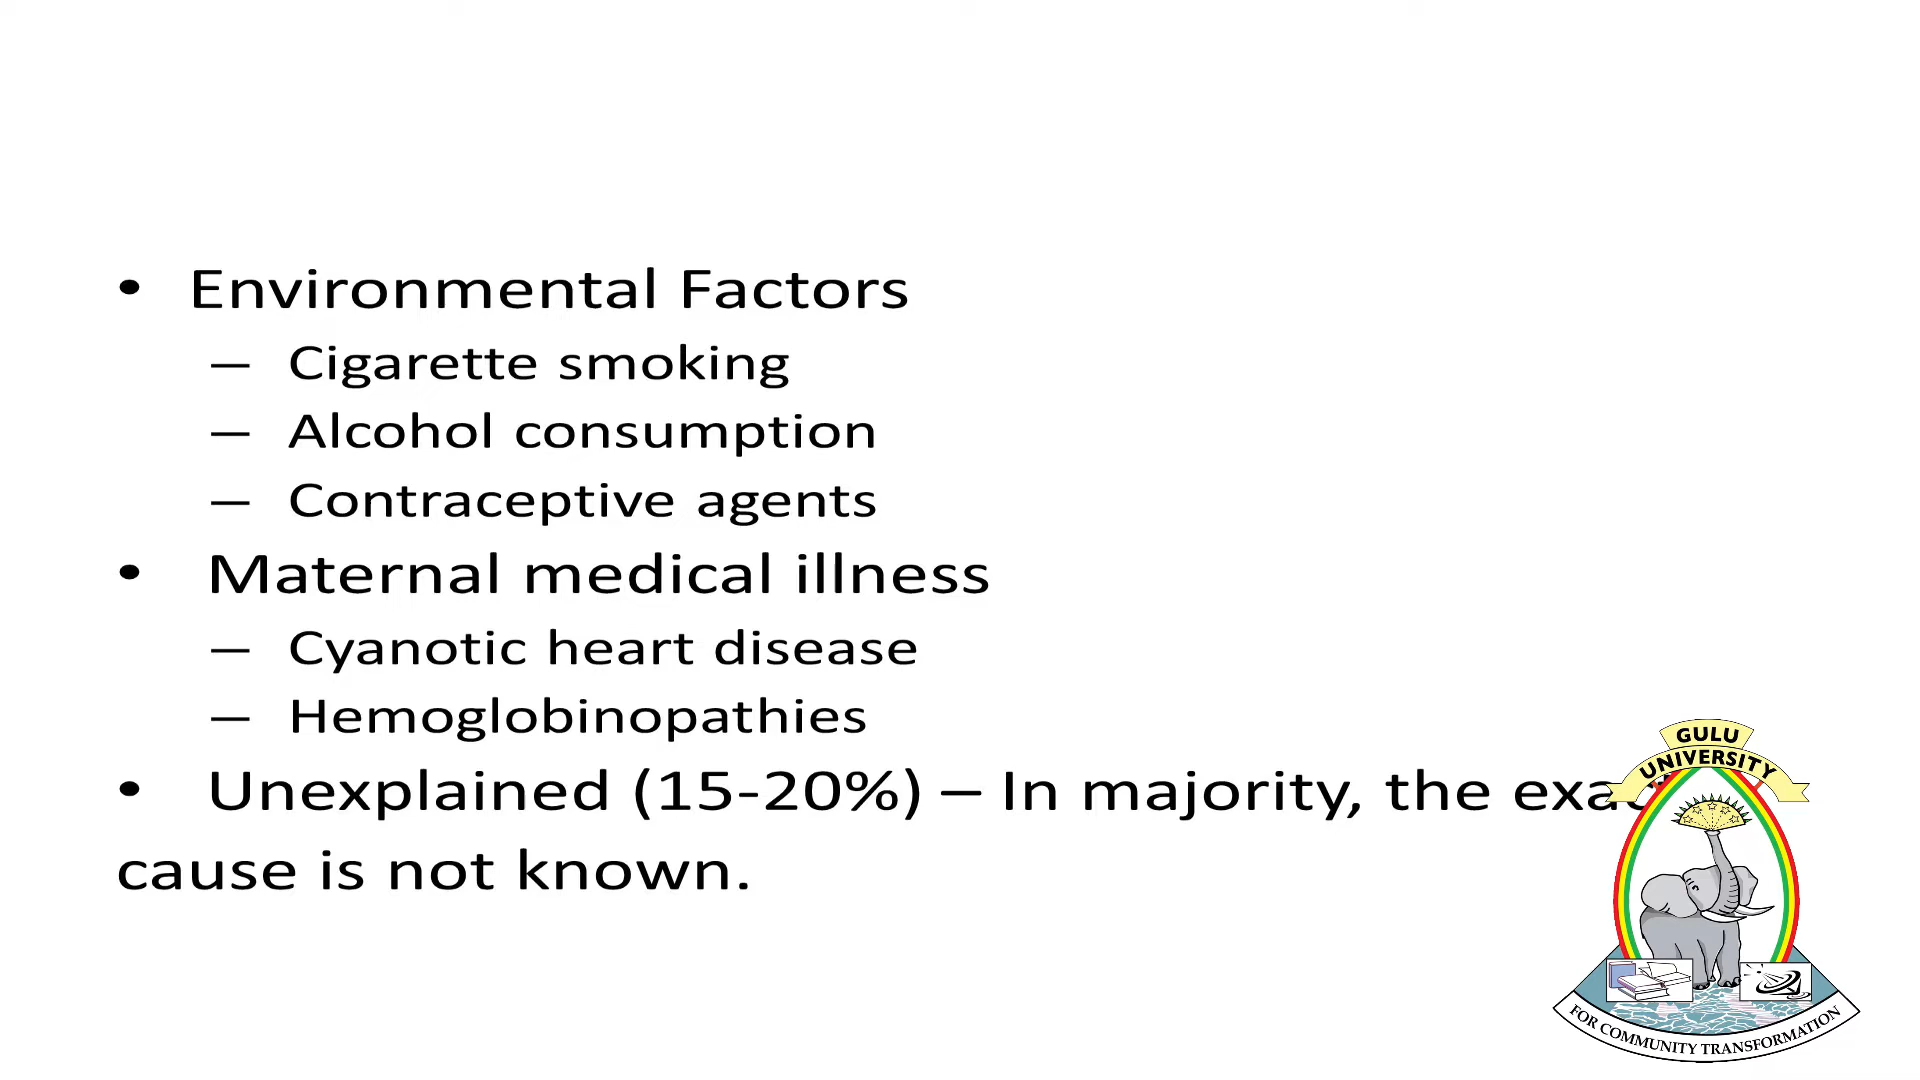 • Environmental Factors
– Cigarette smoking
– Alcohol consumption
– Contraceptive agents
• Maternal medical illness
– Cyanotic heart disease
– Hemoglobinopathies
• Unexplained (15-20%) – In majority, the
cause is not known.
GULU
UNIVERSITY
FOR COMMUNITY TRANSFORMATION